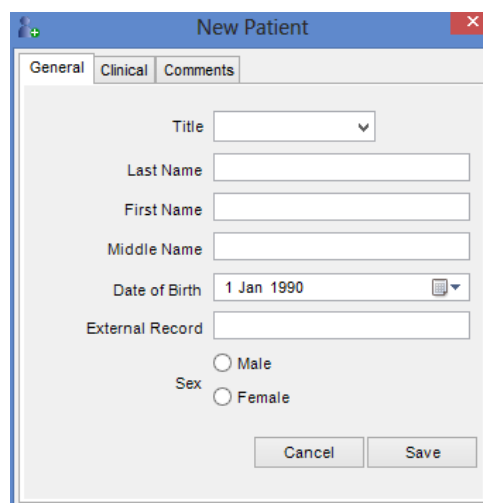 New Patient
General Clinical Comments
Title
Last Name
First Name
Middle Name
Date of Birth 1 Jan 1990
External Record
Male
Sex
Female
Cancel Save